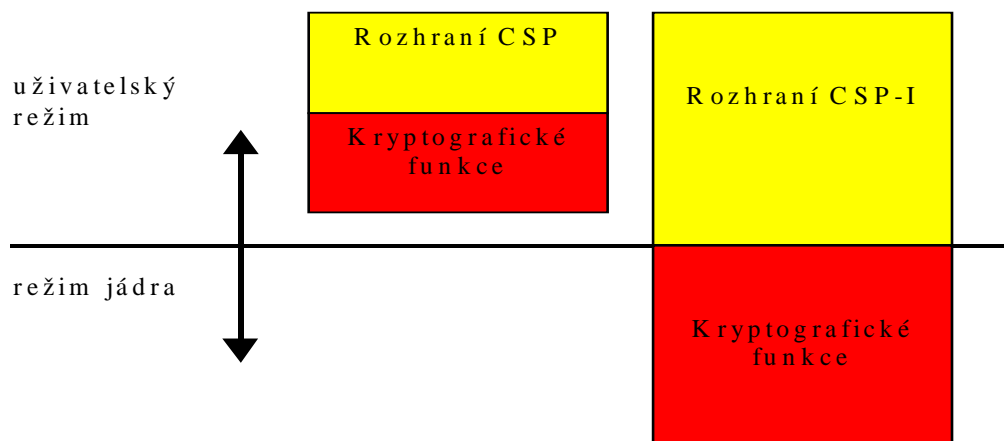 uživatelský
režim
Rozhraní CSP
Kryptografické
funkce
Rozhraní CSP-I
režim jádra
Kryptografické
funkce